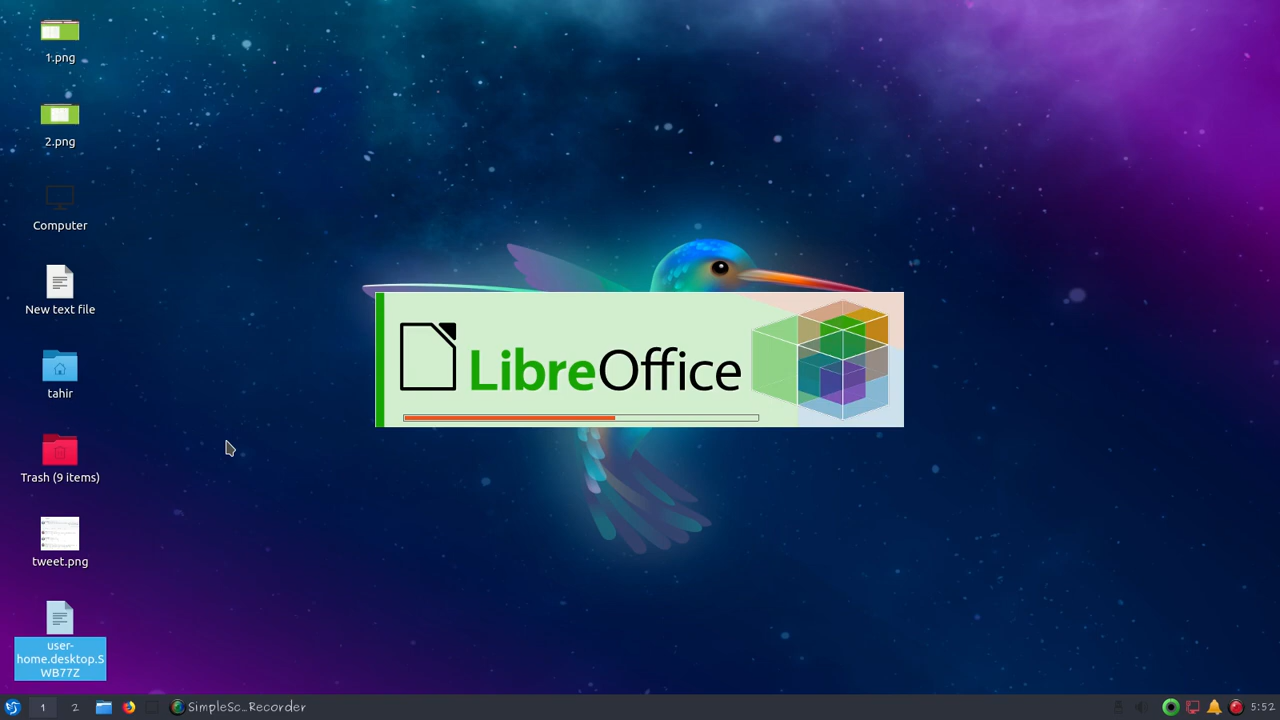 1.png
2.png
Computer
New text file
tahir
Trash (9 items)
tweet.png
user-
home.desktop.S
WB77Z
LibreOffice
1
2
SimpleSc...Recorder
5:52